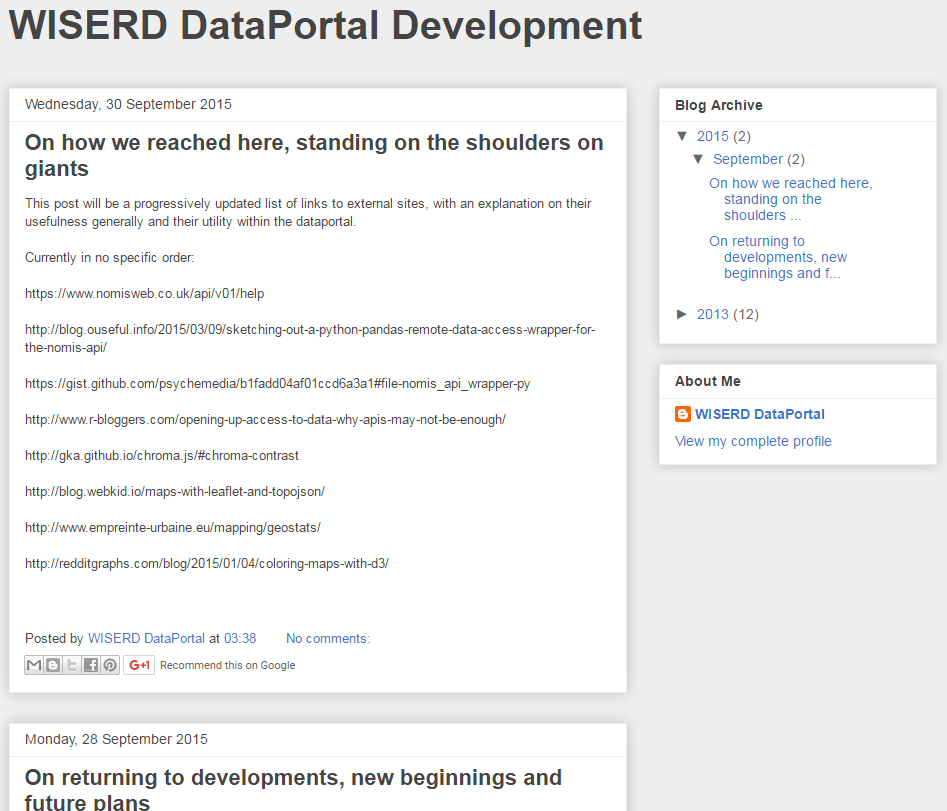 WISERD DataPortal Development
Wednesday, 30 September 2015
On how we reached here, standing on the shoulders on
giants
This post will be a progressively updated list of links to external sites, with an explanation on their
usefulness generally and their utility within the dataportal.
Currently in no specific order:
https://www.nomisweb.co.uk/api/v01/help
http://blog.ouseful.info/2015/03/09/sketching-out-a-python-pandas-remote-data-access-wrapper-for-
the-nomis-api/
https://gist.github.com/psychemedia/b1fadd04af01ccd6a3a1#file-nomis_api_wrapper-py
http://www.r-bloggers.com/opening-up-access-to-data-why-apis-may-not-be-enough/
http://gka.github.io/chroma.js/#chroma-contrast
http://blog.webkid.io/maps-with-leaflet-and-topojson/
http://www.empreinte-urbaine.eu/mapping/geostats/
http://redditgraphs.com/blog/2015/01/04/coloring-maps-with-d3/
Posted by WISERD DataPortal at 03:38 No comments:
G+1 Recommend this on Google
Monday, 28 September 2015
On returning to developments, new beginnings and
future plans
Blog Archive
▼ 2015 (2)
▼ September (2)
On how we reached here,
standing on the
shoulders ...
On returning to
developments, new
beginnings and f...
► 2013 (12)
About Me
WISERD DataPortal
View my complete profile